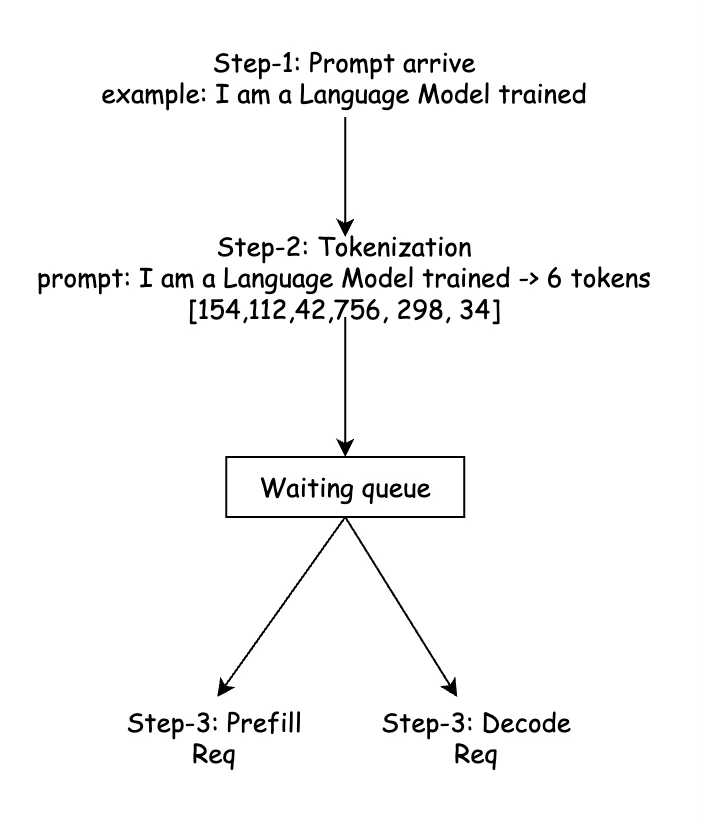 Step-1: Prompt arrive
example: I am a Language Model trained
Step-2: Tokenization
prompt: I am a Language Model trained -> 6 tokens
[154,112,42,756, 298, 34]
Waiting queue
Step-3: Prefill
Req
Step-3: Decode
Req